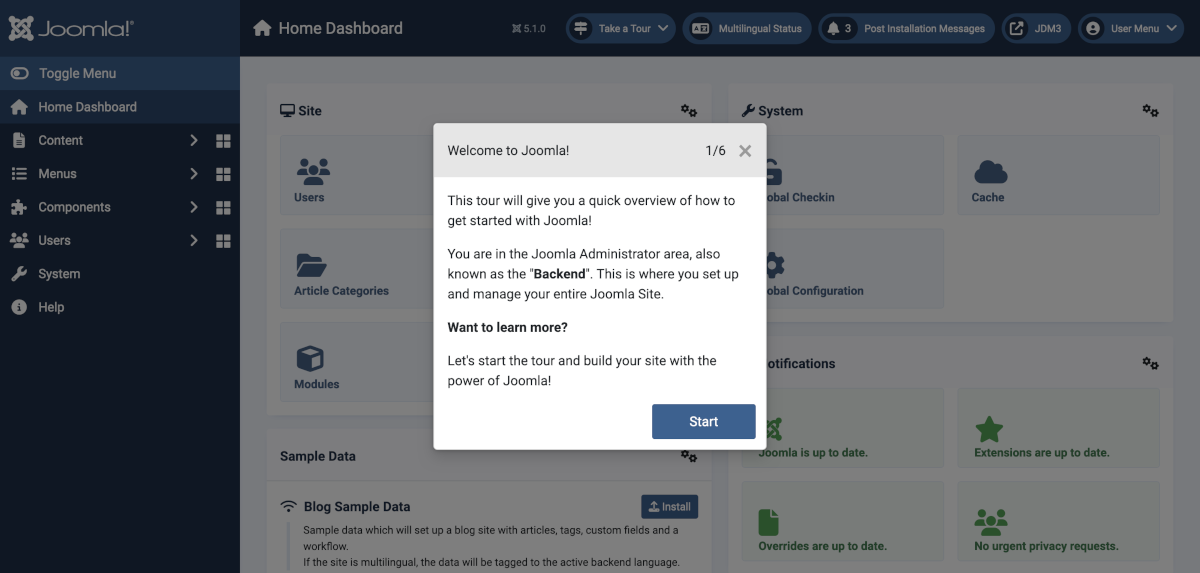 Joomla!
Home Dashboard
5.1.0
Take a Tour
Multilingual Status
3 Post Installation Messages
JDM3
User Menu
Toggle Menu
Home Dashboard
Content
Menus
Components
Users
System
Help
Site
Users
Article Categories
Modules
System
obal Checkin
Cache
obal Configuration
Welcome to Joomla!
1/6
This tour will give you a quick overview of how to
get started with Joomla!
You are in the Joomla Administrator area, also
known as the "Backend". This is where you set up
and manage your entire Joomla Site.
Want to learn more?
Let's start the tour and build your site with the
power of Joomla!
Start
otifications
Joomla is up to date.
Extensions are up to date.
Overrides are up to date.
No urgent privacy requests.
Sample Data
Blog Sample Data
Install
Sample data which will set up a blog site with articles, tags, custom fields and a
workflow.
If the site is multilingual, the data will be tagged to the active backend language.